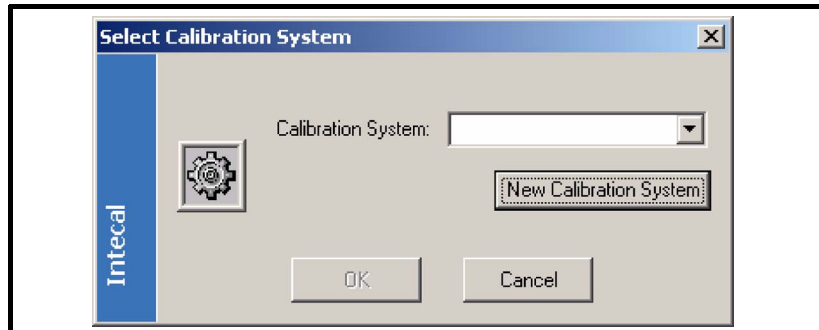 Select Calibration System
Calibration System:
New Calibration System
Intecal
OK
Cancel